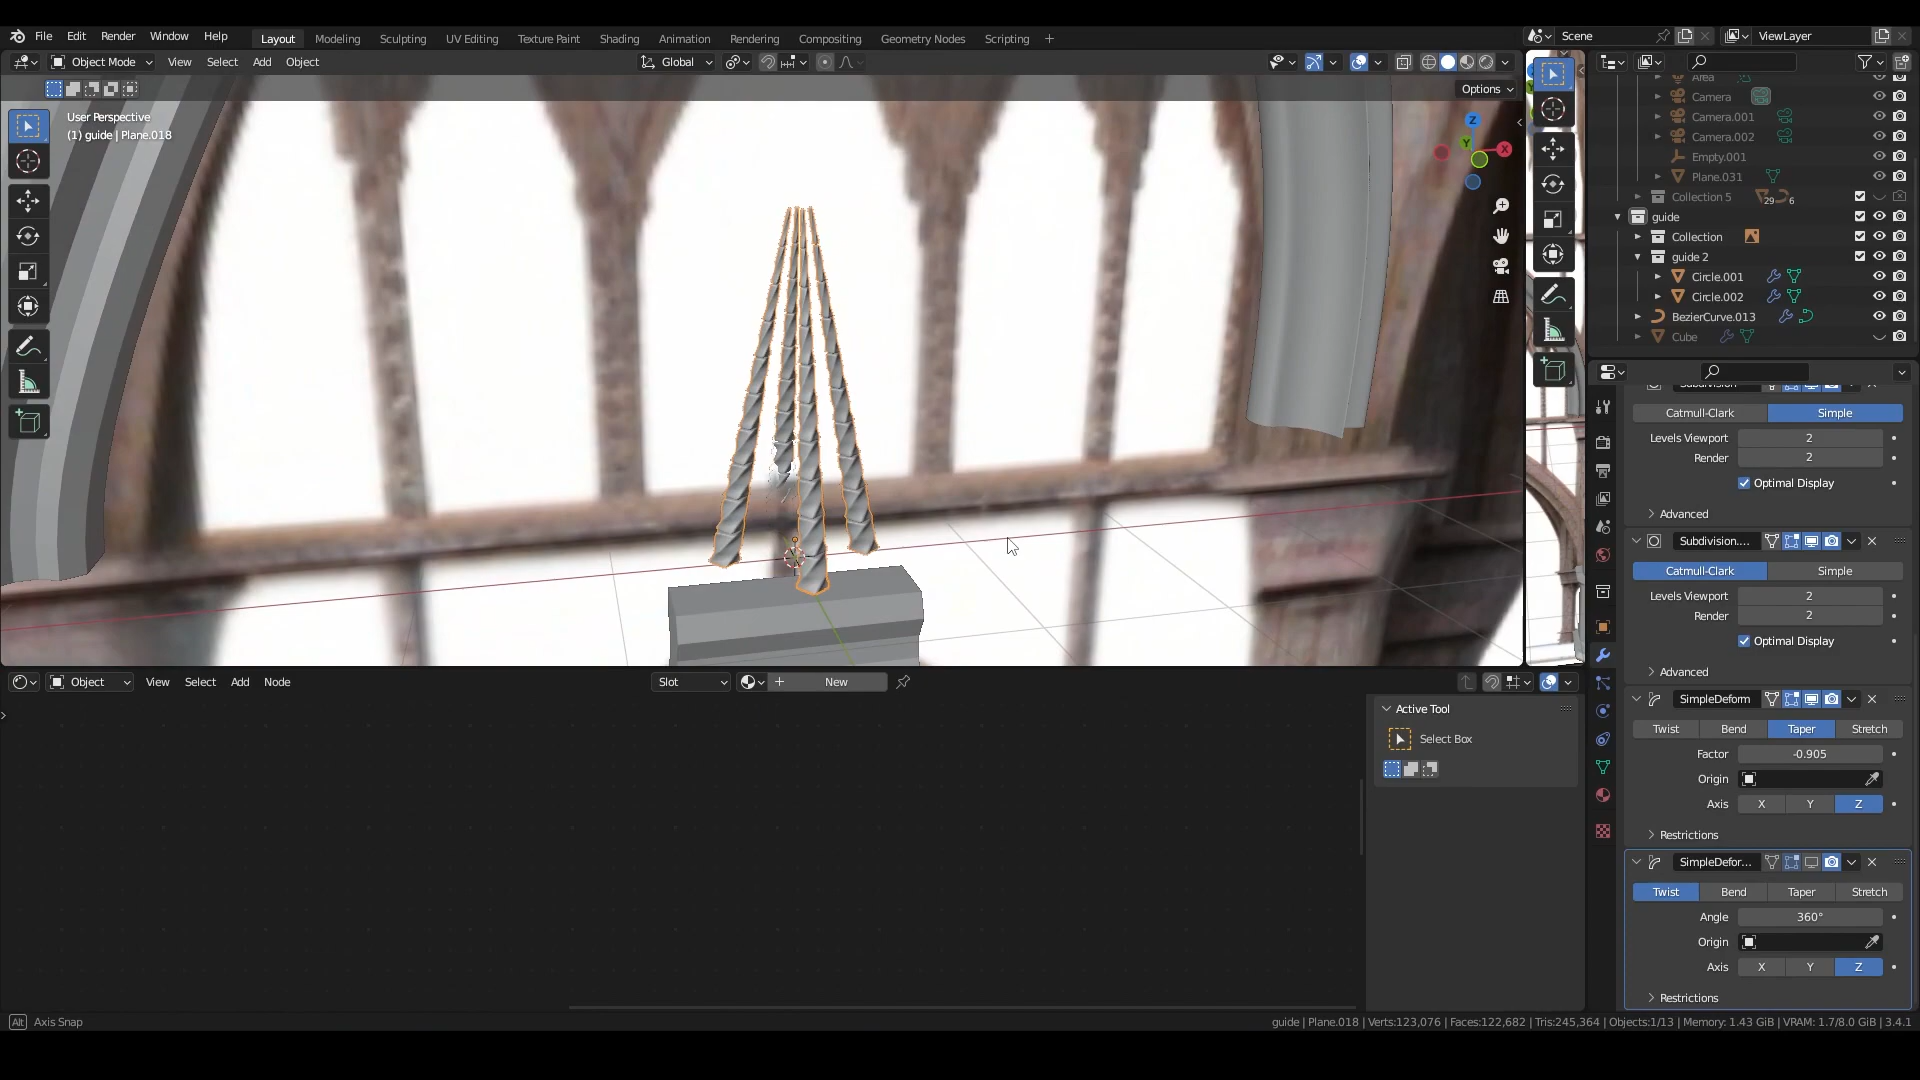 File Edit Render Window Help Layout Modeling Sculpting UV Editing Texture Paint Shading Animation Rendering Compositing Geometry Nodes Scripting + Scene ViewLayer
Object Mode View Select Add Object Global
Options
User Perspective
(1) guide | Plane.018
Z
Y
X
Area
Camera
Camera.001
Camera.002
Empty.001
Plane.031
Collection 5 29 6
guide
Collection
guide 2
Circle.001
Circle.002
BezierCurve.013
Cube
Subdivision
Catmull-Clark Simple
Levels Viewport 2
Render 2
Optimal Display
Advanced
Subdivision....
Catmull-Clark Simple
Levels Viewport 2
Render 2
Optimal Display
Advanced
SimpleDeform
Twist Bend Taper Stretch
Factor -0.905
Origin
Axis X Y Z
Restrictions
SimpleDefor...
Twist Bend Taper Stretch
Angle 360°
Origin
Axis X Y Z
Restrictions
Object View Select Add Node Slot + New
Active Tool
Select Box
Alt Axis Snap
guide | Plane.018 | Verts:123,076 | Faces:122,682 | Tris:245,364 | Objects:1/13 | Memory: 1.43 GiB | VRAM: 1.7/8.0 GiB | 3.4.1